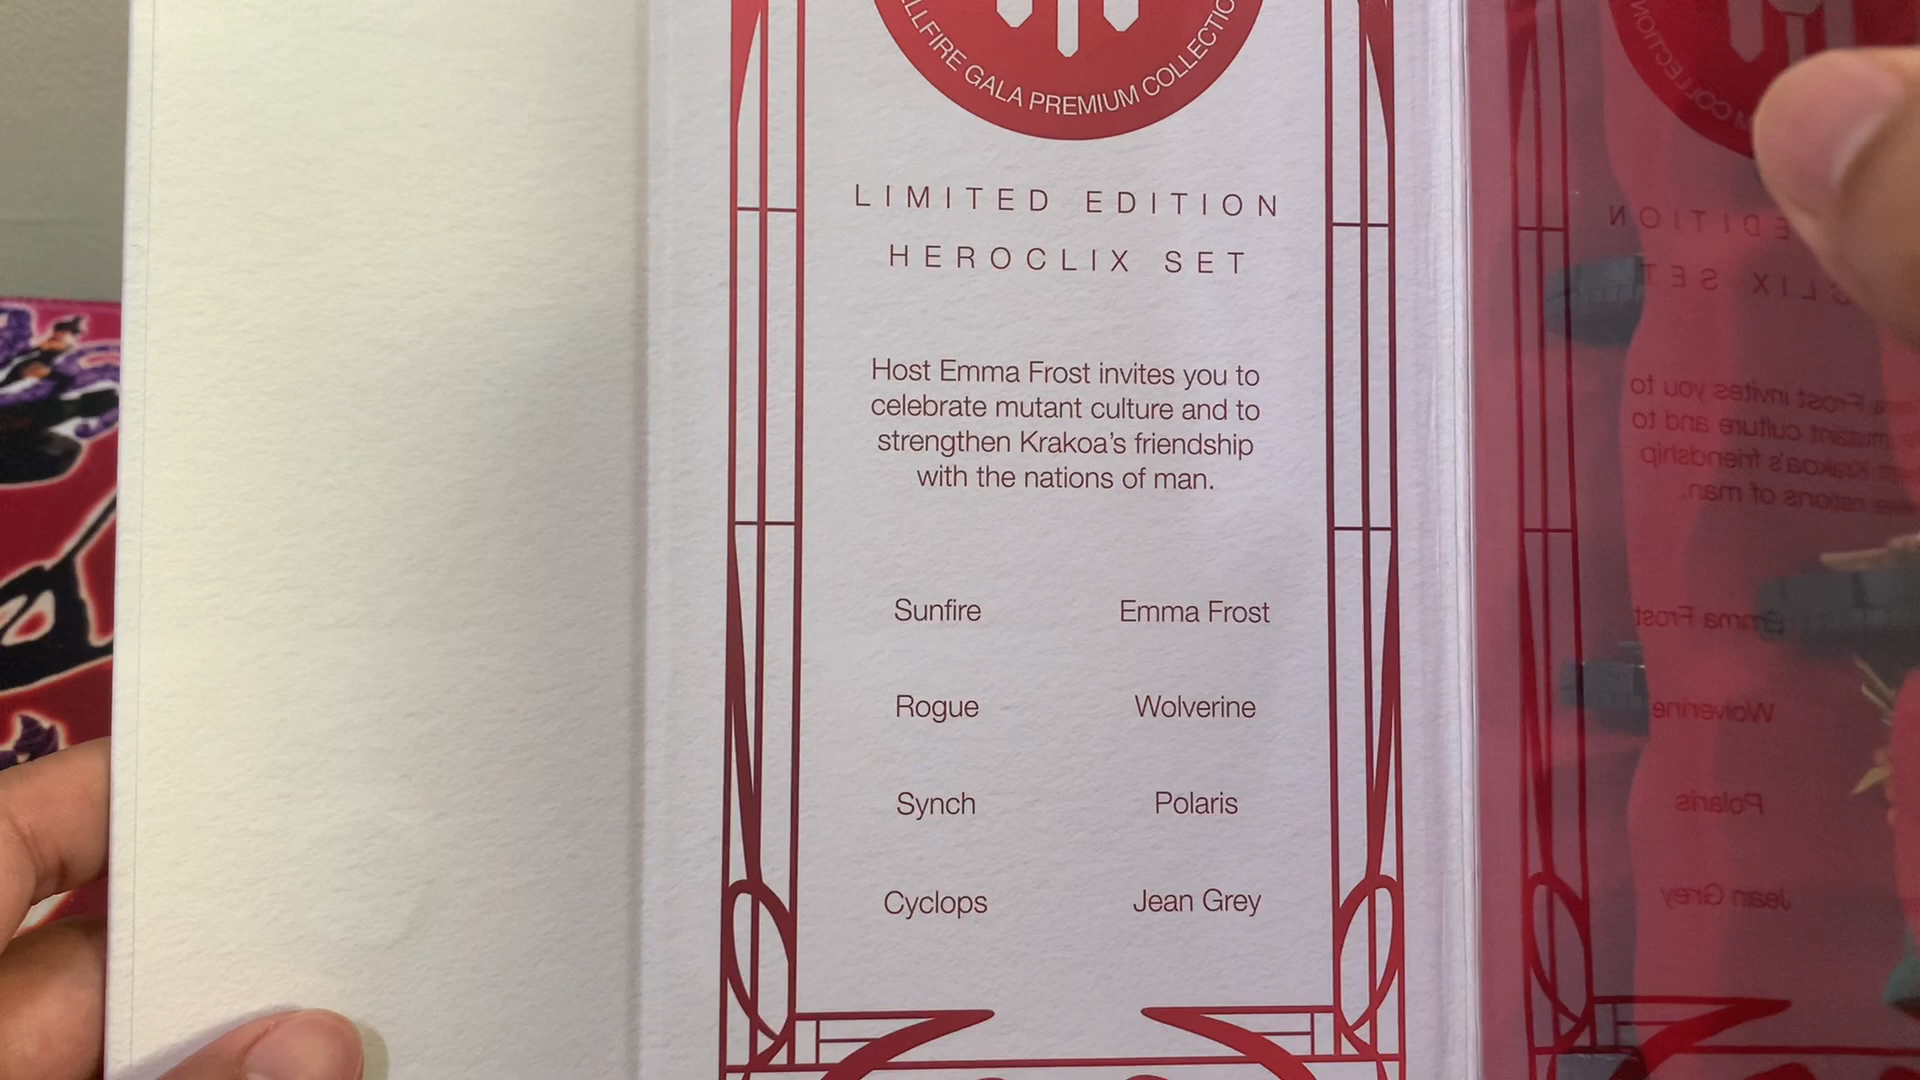 LLFIRE GALA PREMIUM COLLECTIO
LIMITED EDITION
HEROCLIX SET
Host Emma Frost invites you to
celebrate mutant culture and to
strengthen Krakoa's friendship
with the nations of man.
Sunfire Emma Frost
Rogue Wolverine
Synch Polaris
Cyclops Jean Grey